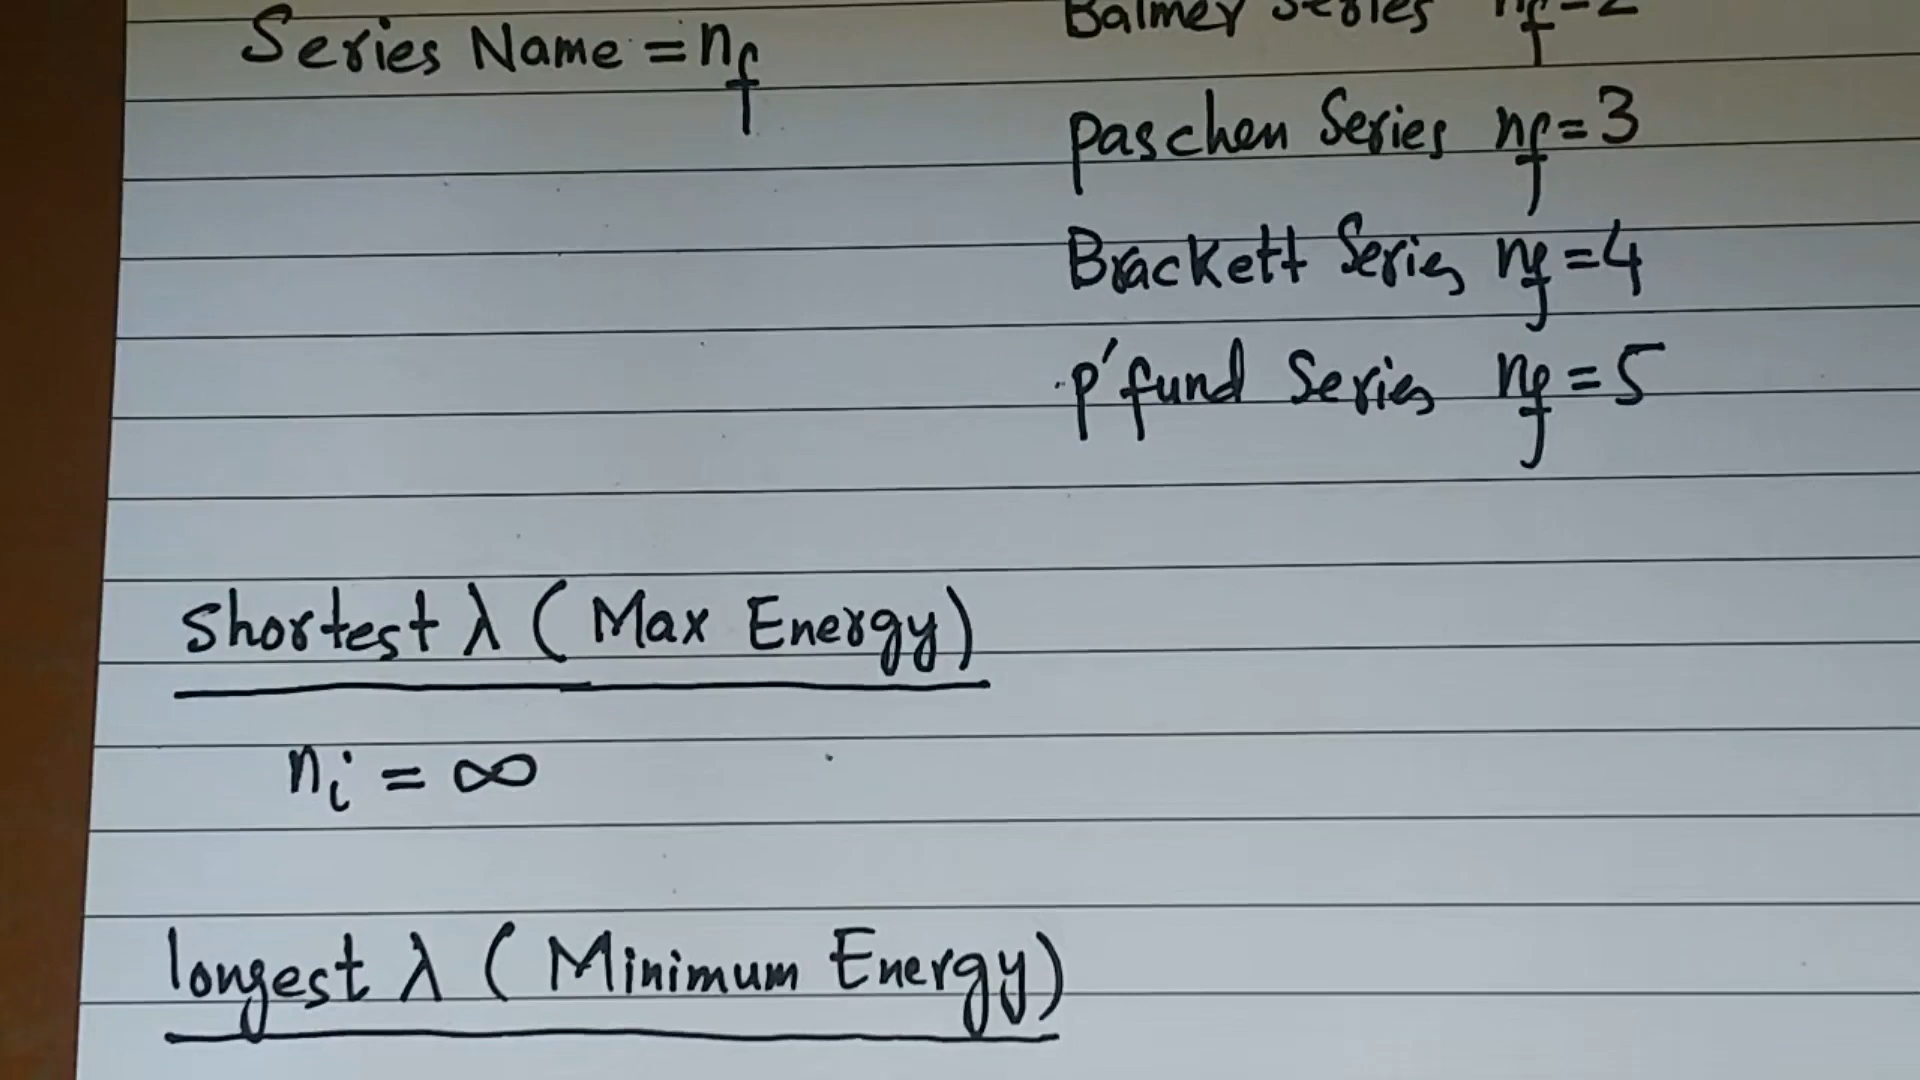 Series Name = nf
Balmer Series nf=2
Paschen Series nf=3
Brackett Series nf=4
p'fund Series nf=5
Shortest λ ( Max Energy)
ni = ∞
longest λ ( Minimum Energy)